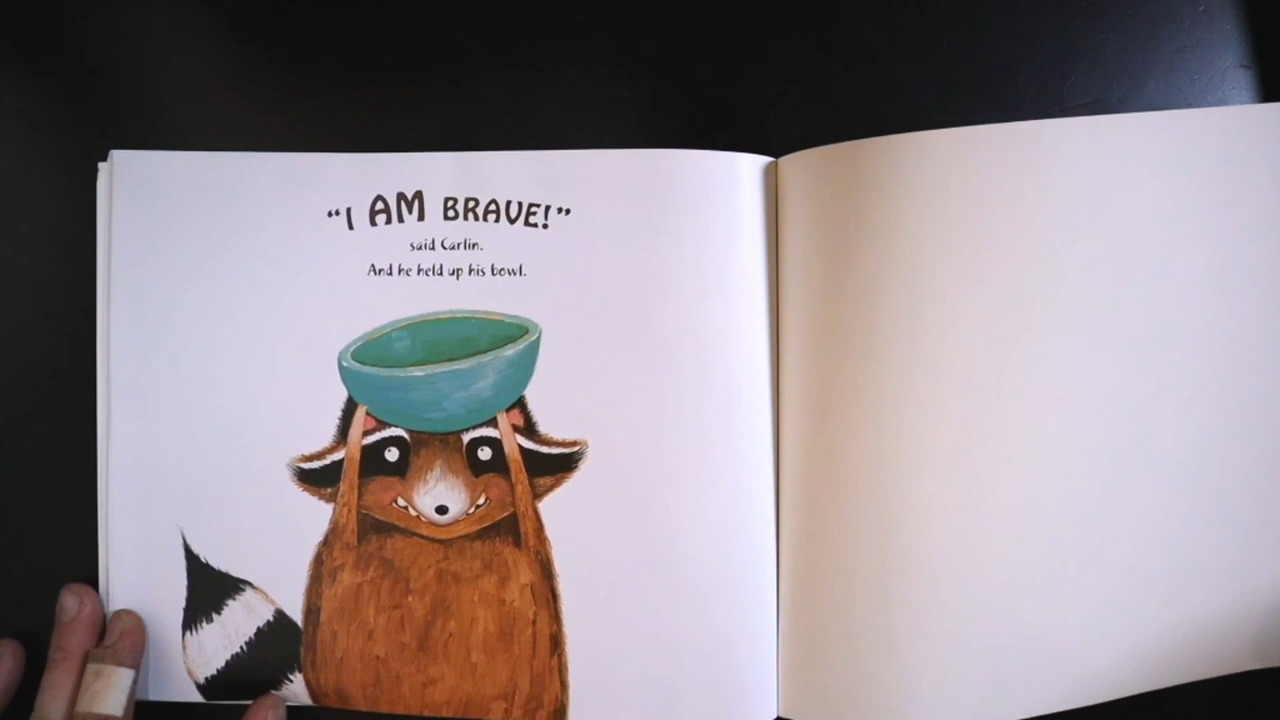 “I AM BRAVE!”
said Carlin.
And he held up his bowl.